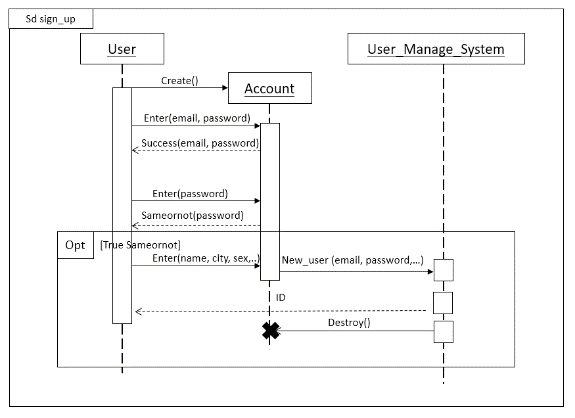 Sd sign_up
User
User_Manage_System
Create()
Account
Enter(email, password)
Success(email, password)
Enter(password)
Sameornot(password)
Opt
[True Sameornot]
Enter(name, city, sex,..)
New_user (email, password,...)
ID
Destroy()